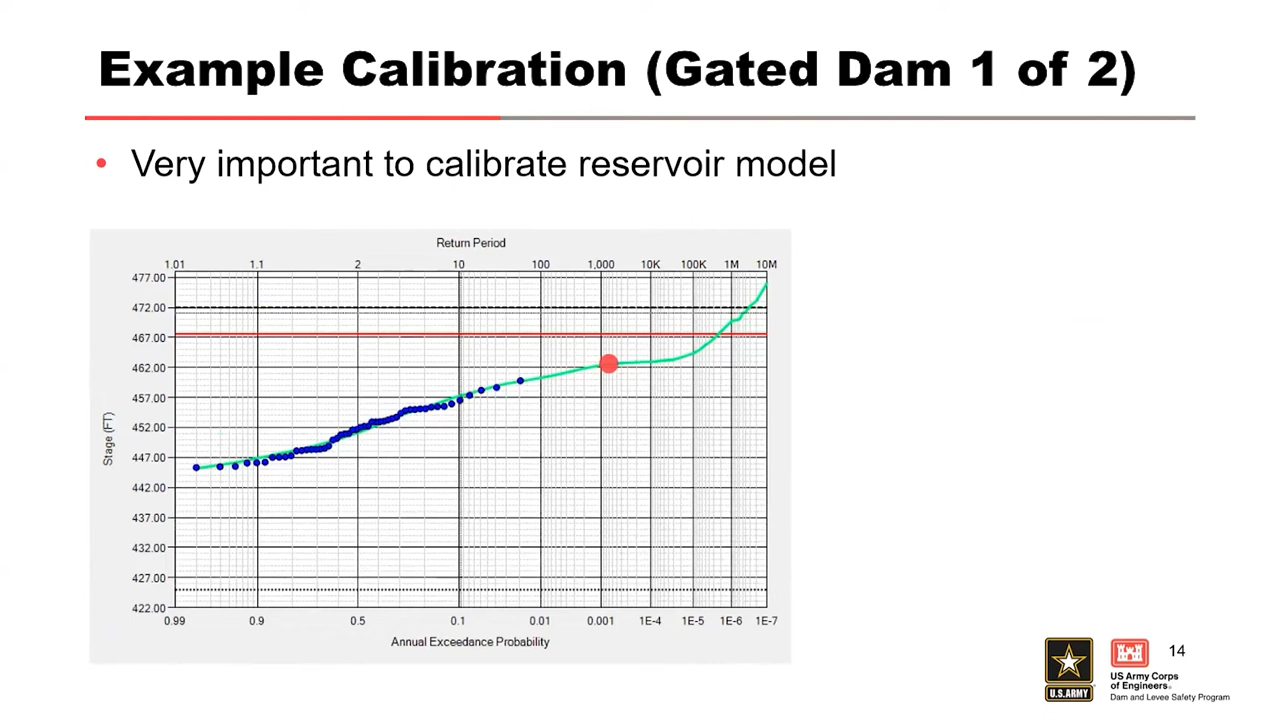 Example Calibration (Gated Dam 1 of 2)
• Very important to calibrate reservoir model
Return Period
1.01 1.1 2 10 100 1,000 10K 100K 1M 10M
477.00
472.00
467.00
462.00
457.00
452.00
447.00
442.00
437.00
432.00
427.00
422.00
Stage (FT)
0.99 0.9 0.5 0.1 0.01 0.001 1E-4 1E-5 1E-6 1E-7
Annual Exceedance Probability
U.S. ARMY
14
US Army Corps
of Engineers®
Dam and Levee Safety Program